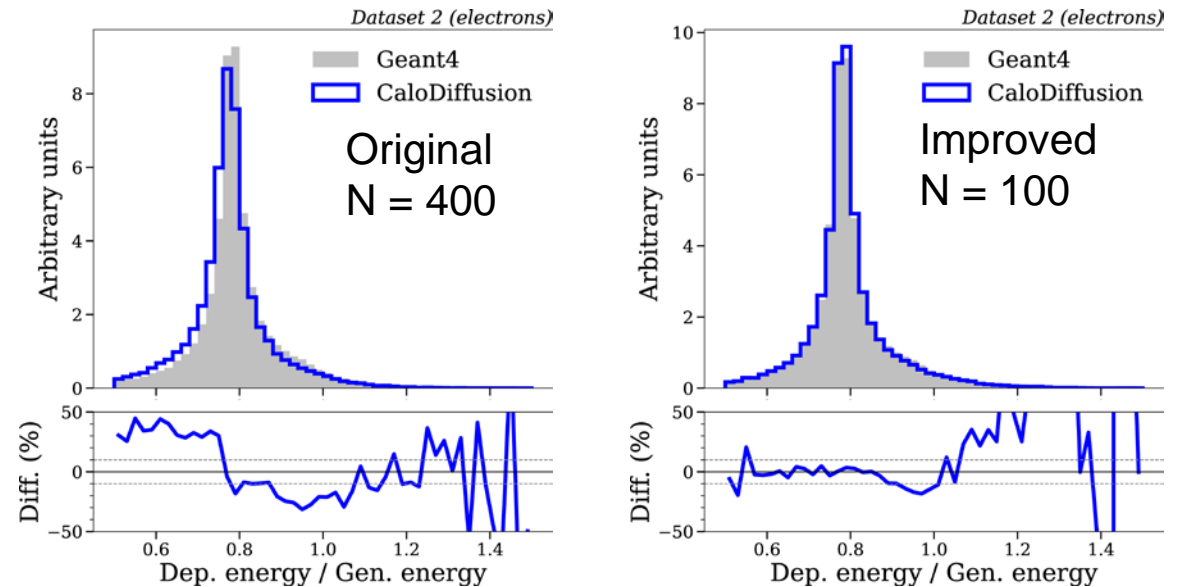 Dataset 2 (electrons)
Geant4
CaloDiffusion
Original
N = 400
Arbitrary units
8
6
4
2
0
Diff. (%)
50
0
−50
0.6 0.8 1.0 1.2 1.4
Dep. energy / Gen. energy
Dataset 2 (electrons)
Geant4
CaloDiffusion
Improved
N = 100
Arbitrary units
10
8
6
4
2
0
Diff. (%)
50
0
−50
0.6 0.8 1.0 1.2 1.4
Dep. energy / Gen. energy